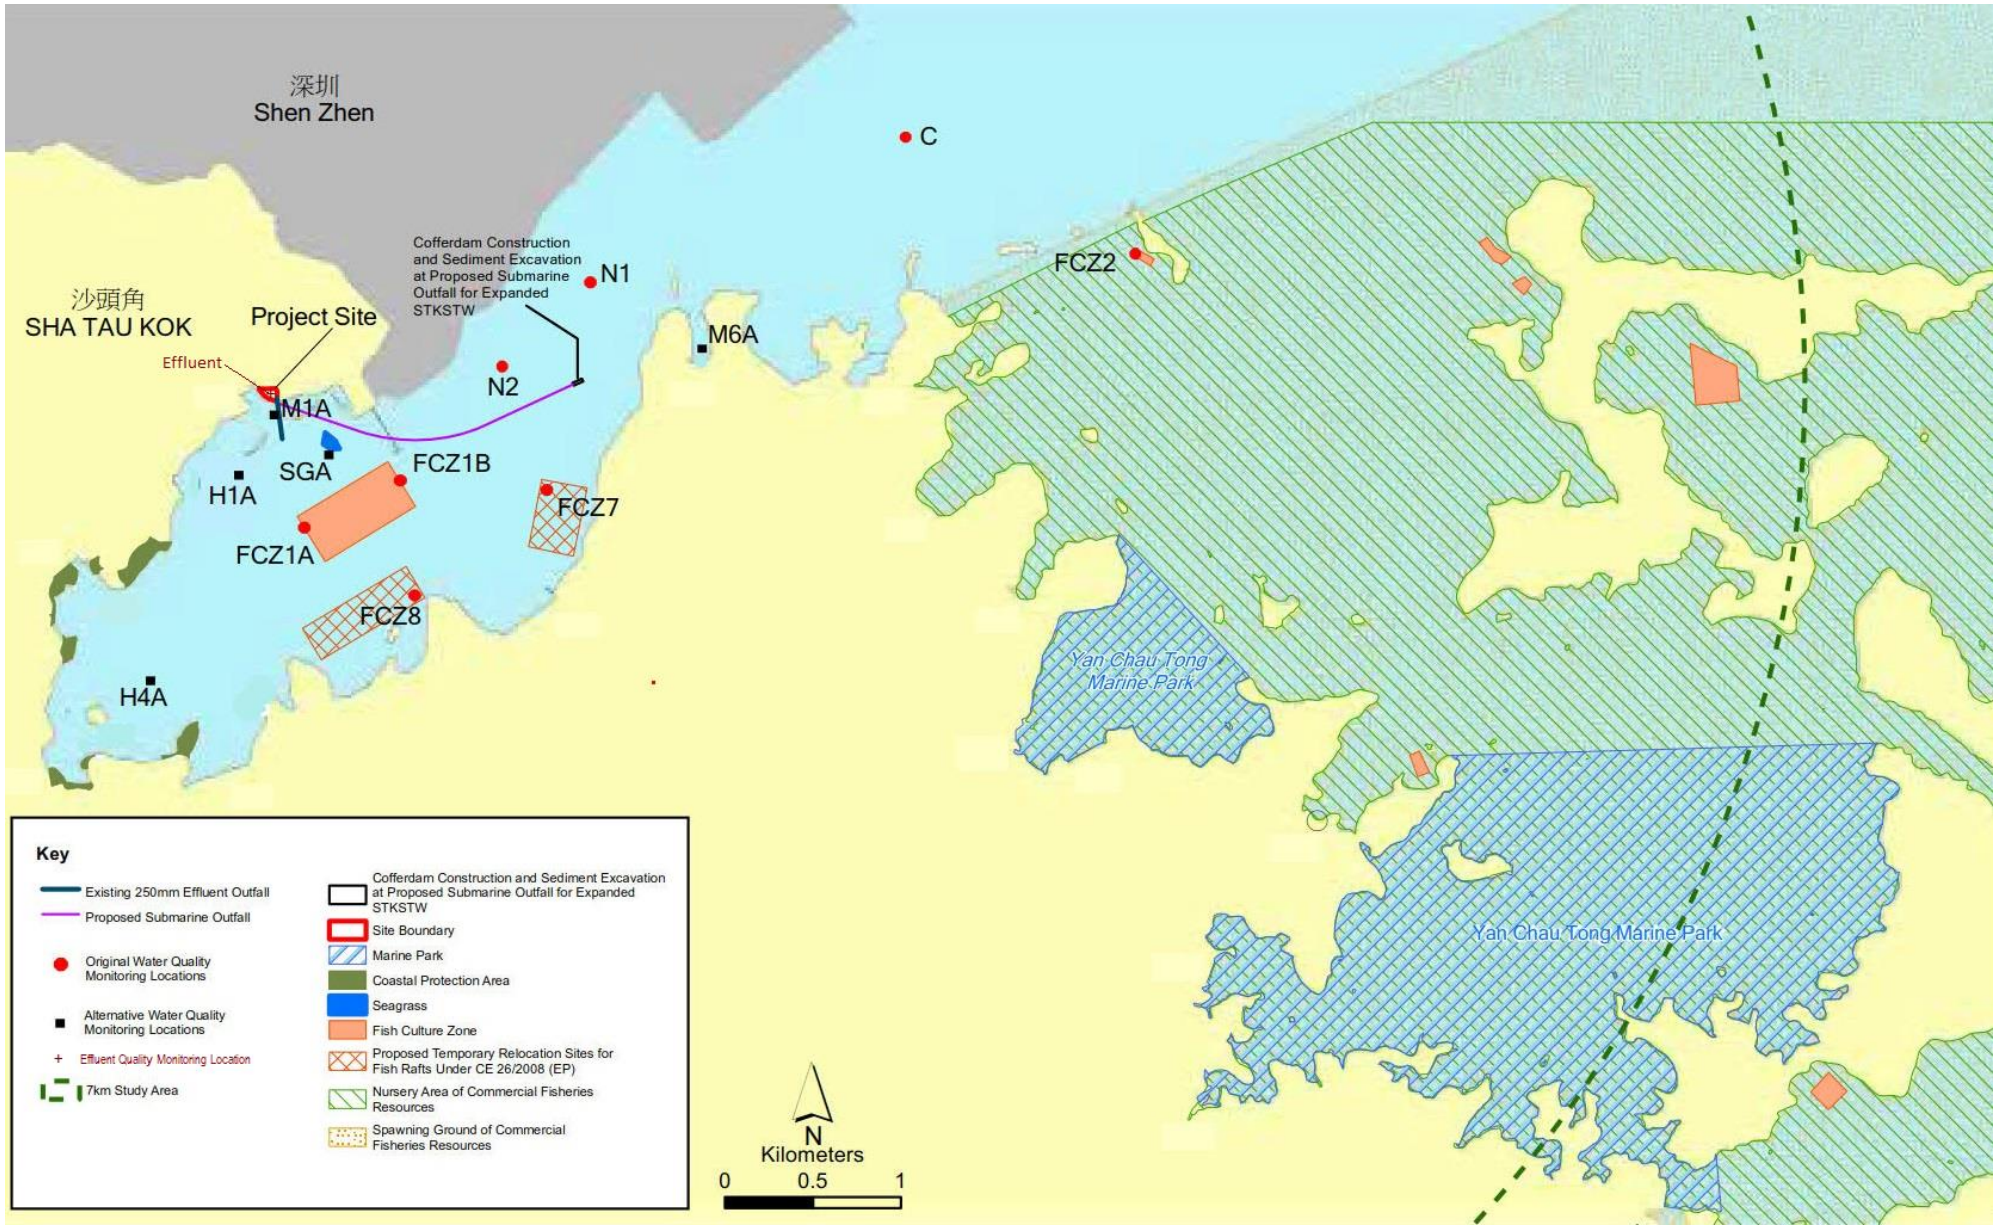 深圳
Shen Zhen
C
Cofferdam Construction
and Sediment Excavation
at Proposed Submarine
Outfall for Expanded
STKSTW
N1
FCZ2
沙頭角
SHA TAU KOK
Project Site
Effluent
M6A
N2
M1A
SGA
FCZ1B
H1A
FCZ7
FCZ1A
FCZ8
H4A
Yan Chau Tong
Marine Park
Yan Chau Tong Marine Park
Key
Existing 250mm Effluent Outfall
Proposed Submarine Outfall
Original Water Quality
Monitoring Locations
Alternative Water Quality
Monitoring Locations
Effluent Quality Monitoring Location
7km Study Area
Cofferdam Construction and Sediment Excavation
at Proposed Submarine Outfall for Expanded
STKSTW
Site Boundary
Marine Park
Coastal Protection Area
Seagrass
Fish Culture Zone
Proposed Temporary Relocation Sites for
Fish Rafts Under CE 26/2008 (EP)
Nursery Area of Commercial Fisheries
Resources
Spawning Ground of Commercial
Fisheries Resources
N
Kilometers
0 0.5 1